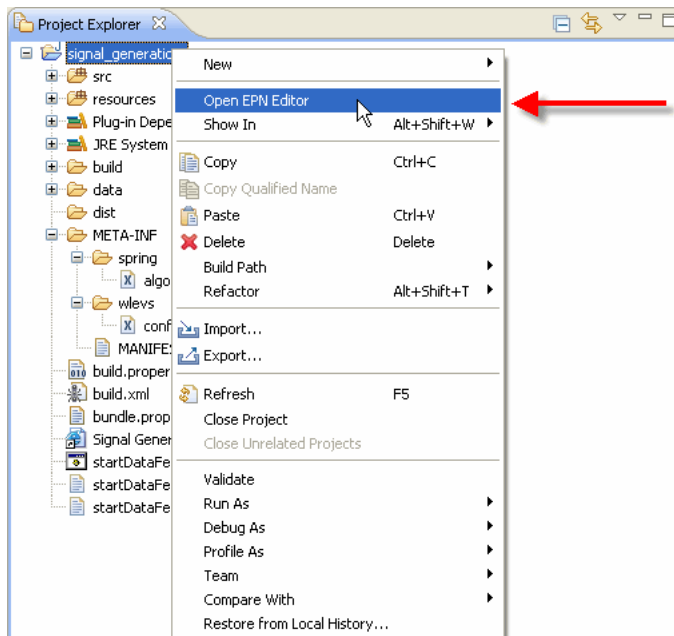 Project Explorer
signal_generatio
src
resources
Plug-in Depe
JRE System
build
data
dist
META-INF
spring
algo
wlevs
conf
MANIFE
build.proper
build.xml
bundle.prop
Signal Gener
startDataFe
startDataFe
startDataFe
New
Open EPN Editor
Show In Alt+Shift+W
Copy Ctrl+C
Copy Qualified Name
Paste Ctrl+V
Delete Delete
Build Path
Refactor Alt+Shift+T
Import...
Export...
Refresh F5
Close Project
Close Unrelated Projects
Validate
Run As
Debug As
Profile As
Team
Compare With
Restore from Local History...